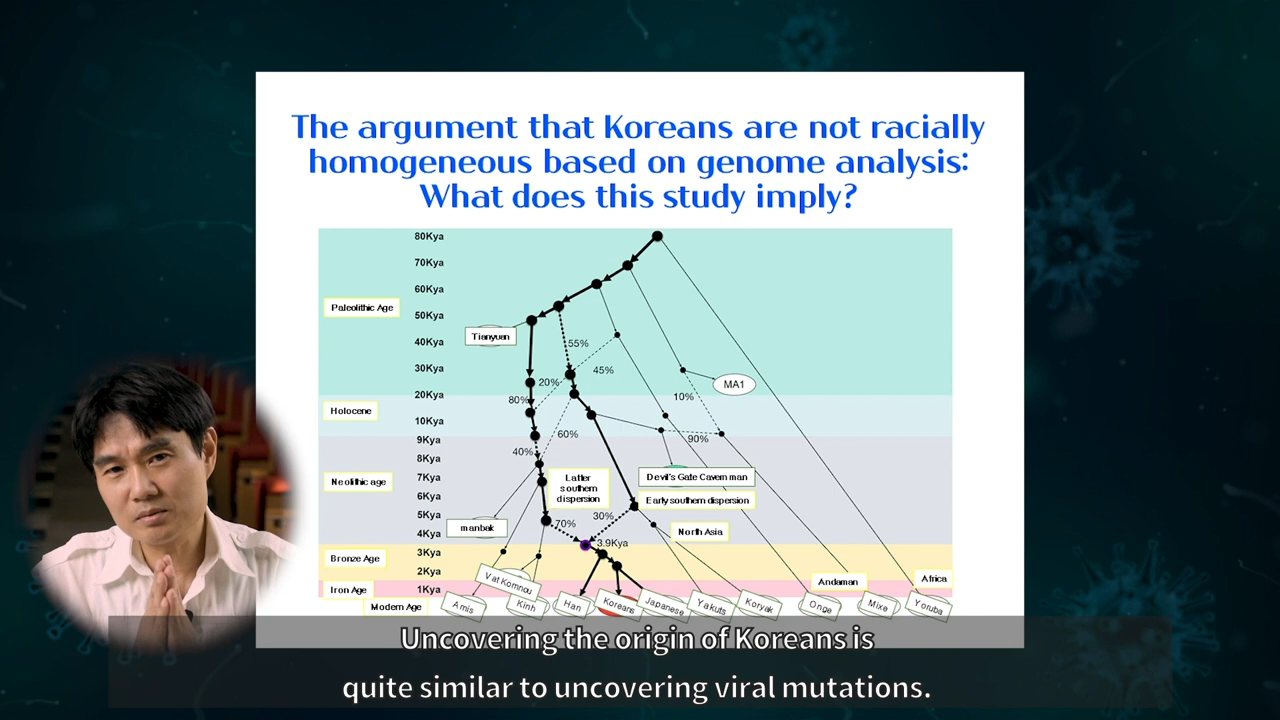 The argument that Koreans are not racially
homogeneous based on genome analysis:
What does this study imply?
80Kya
70Kya
60Kya
Paleolithic Age
50Kya
Tianyuan
55%
40Kya
45%
30Kya
20%
MA1
20Kya
80%
10%
Holocene
10Kya
60%
90%
9Kya
40%
8Kya
Neolithic age
7Kya
Latter
southern
dispersion
Devil's Gate Cavern man
6Kya
Early southern dispersion
5Kya
manbak
70%
30%
North Asia
4Kya
3.9Kya
Bronze Age
3Kya
2Kya
Vat Komnou
Andaman
Africa
Iron Age
1Kya
Modern Age
Amis
Kinh
Han
Koreans
Japanese
Yakuts
Koryak
Onge
Mixe
Yoruba
Uncovering the origin of Koreans is
quite similar to uncovering viral mutations.